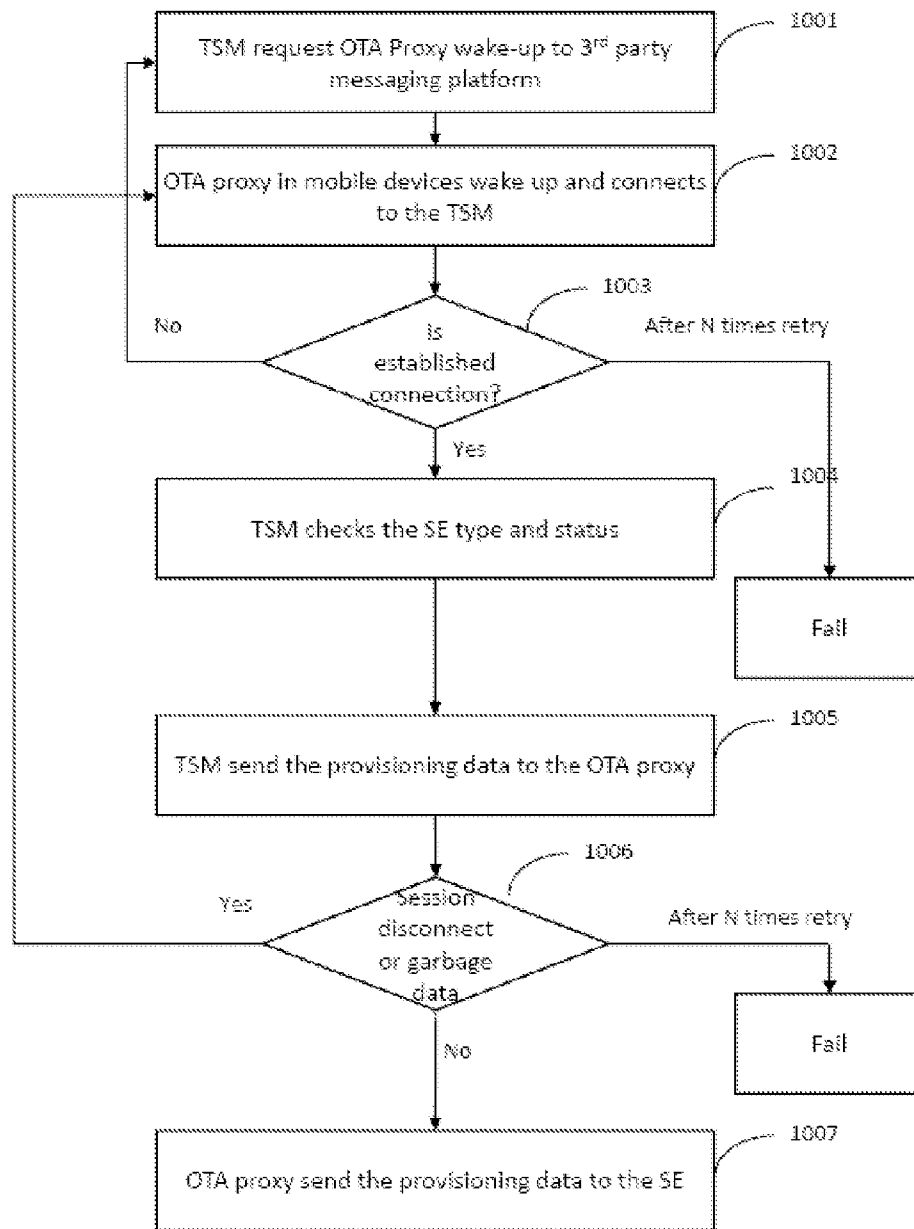 1001
TSM request OTA Proxy wake-up to 3rd party
messaging platform
1002
OTA proxy in mobile devices wake up and connects
to the TSM
1003
No
After N times retry
Is
established
connection?
Yes
1004
TSM checks the SE type and status
Fail
1005
TSM send the provisioning data to the OTA proxy
1006
Yes
Session
disconnect
or garbage
data
After N times retry
No
Fail
1007
OTA proxy send the provisioning data to the SE